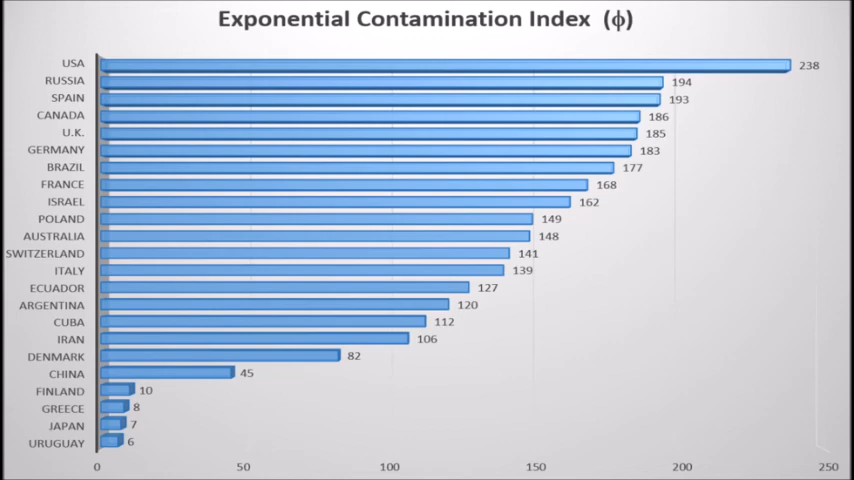 Exponential Contamination Index (ϕ)
USA 238
RUSSIA 194
SPAIN 193
CANADA 186
U.K. 185
GERMANY 183
BRAZIL 177
FRANCE 168
ISRAEL 162
POLAND 149
AUSTRALIA 148
SWITZERLAND 141
ITALY 139
ECUADOR 127
ARGENTINA 120
CUBA 112
IRAN 106
DENMARK 82
CHINA 45
FINLAND 10
GREECE 8
JAPAN 7
URUGUAY 6
0 50 100 150 200 250